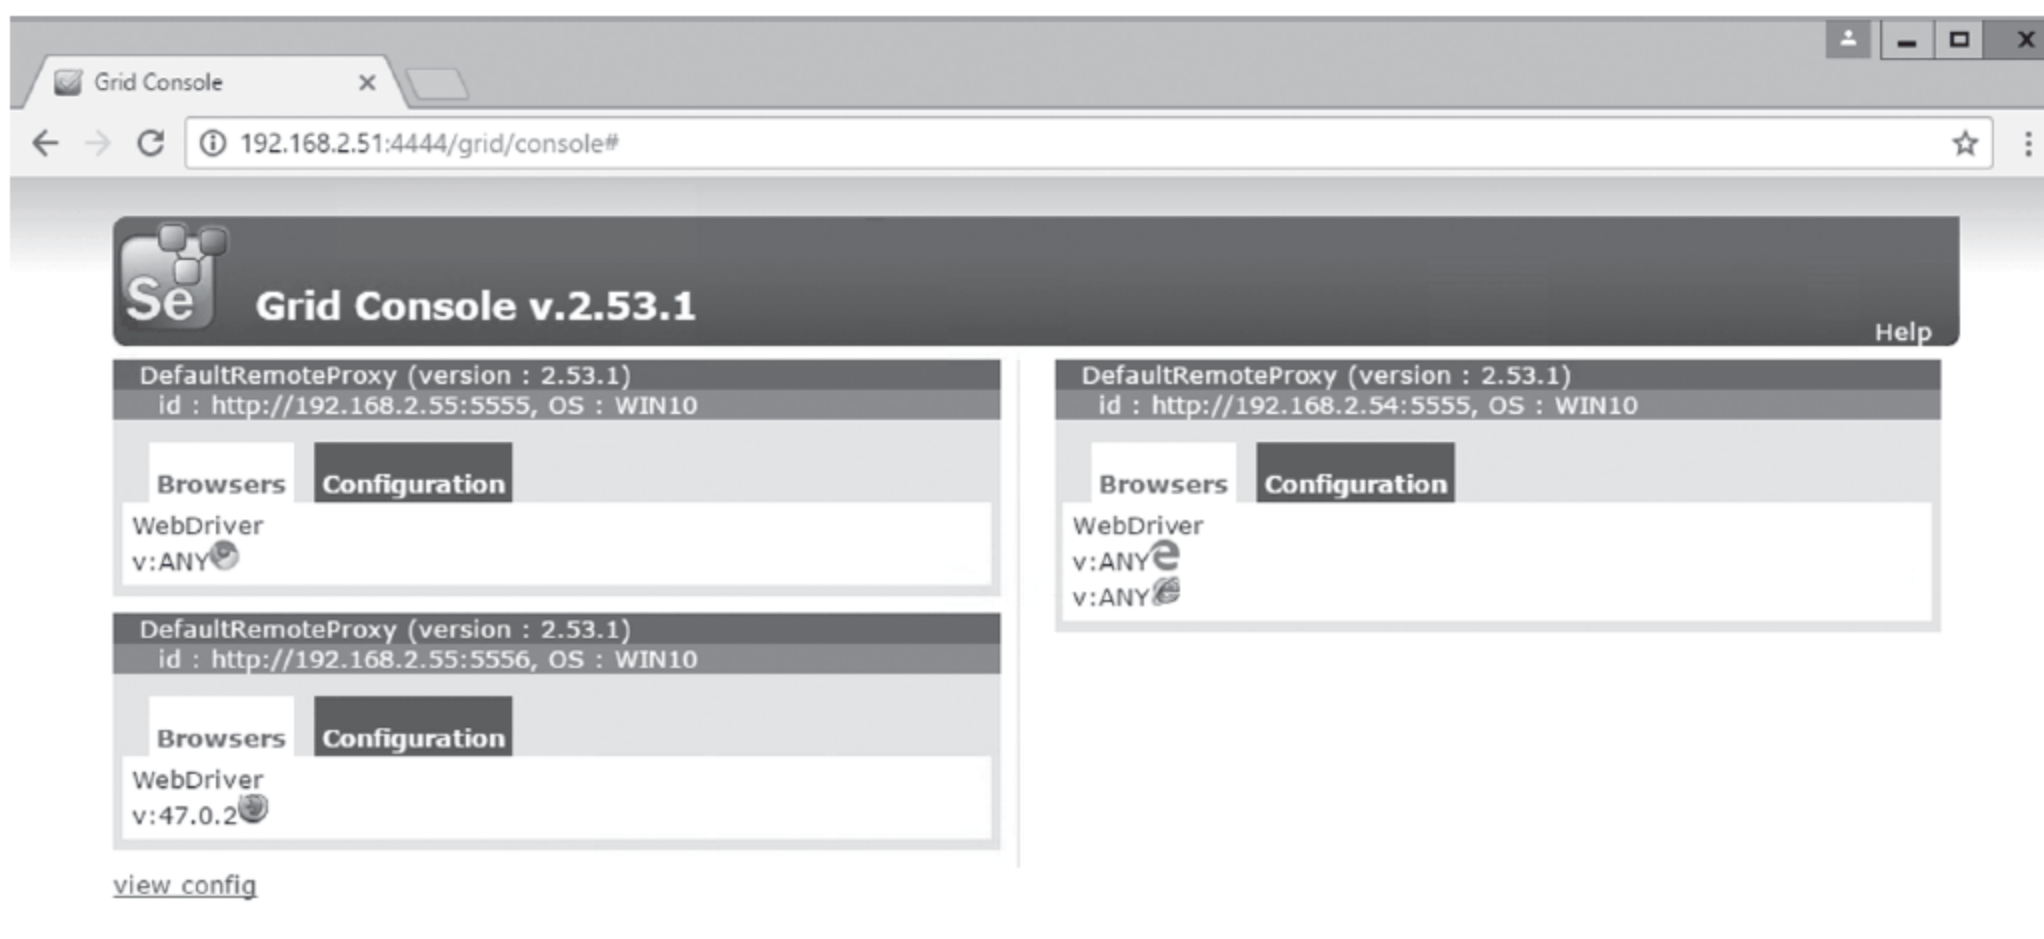 Grid Console
192.168.2.51:4444/grid/console#
Se
Grid Console v.2.53.1
Help
DefaultRemoteProxy (version : 2.53.1)
id : http://192.168.2.55:5555, OS : WIN10
Browsers Configuration
WebDriver
v:ANY
DefaultRemoteProxy (version : 2.53.1)
id : http://192.168.2.55:5556, OS : WIN10
Browsers Configuration
WebDriver
v:47.0.2
view config
DefaultRemoteProxy (version : 2.53.1)
id : http://192.168.2.54:5555, OS : WIN10
Browsers Configuration
WebDriver
v:ANY
v:ANY